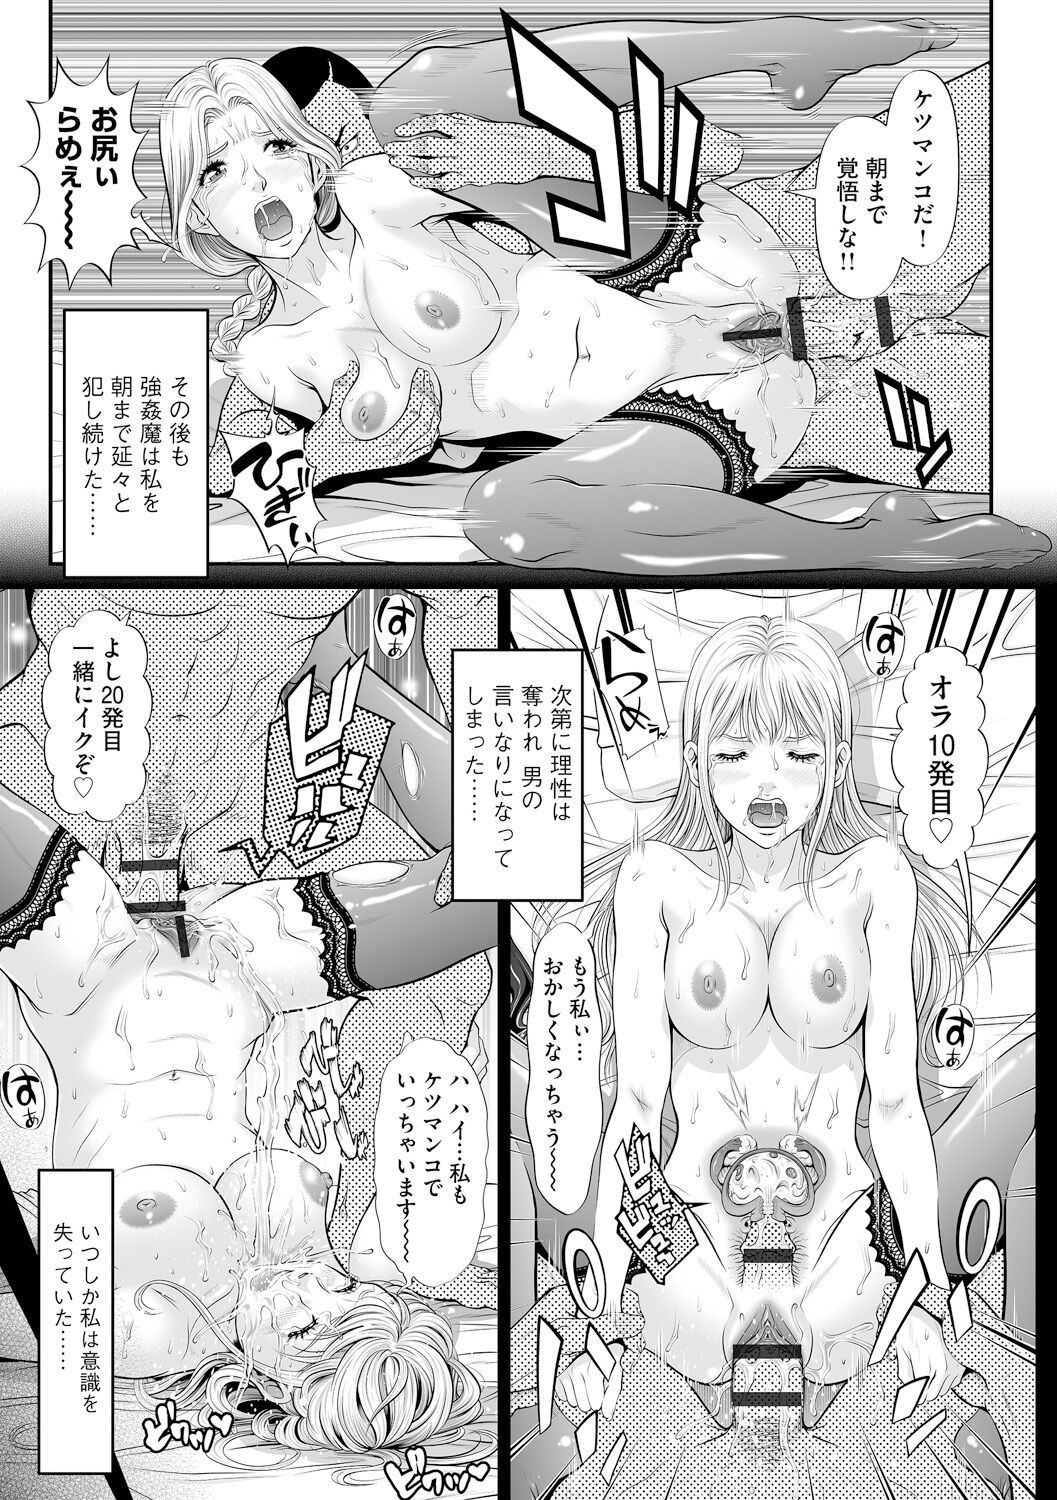 ケツマンコだ！
朝まで
覚悟しな!!
お尻ぃ
らめぇ〜〜
ひぎぃ
その後も
強姦魔は私を
朝まで延々と
犯し続けた……
オラ10発目♡
はぁ
らめぇ
次第に理性は
奪われ 男の
言いなりになって
しまった……
もう私ぃ…
おかしくなっちゃう〜〜
はぁ
はぁ
よし20発目
一緒にイクぞ♡
ハ ハイ…私も
ケツマンコで
いっちゃいます〜〜
はぁ
いつしか私は意識を
失っていた……